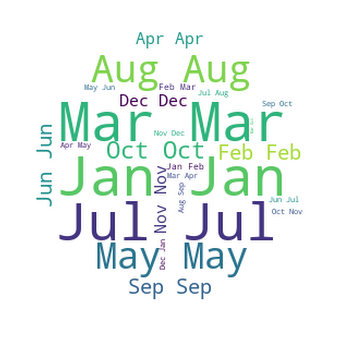 Apr Apr
Aug Aug
May Jun
Feb Mar
Jul Aug
Dec Dec
Sep Oct
Mar Mar
Nov Dec
Jun Jun
Apr May
Oct Oct
Feb Feb
Jan Feb
Mar Apr
Jan Jan
Nov Nov
Aug Sep
Jun Jul
Oct Nov
Jul Jul
Dec Jan
May May
Sep Sep